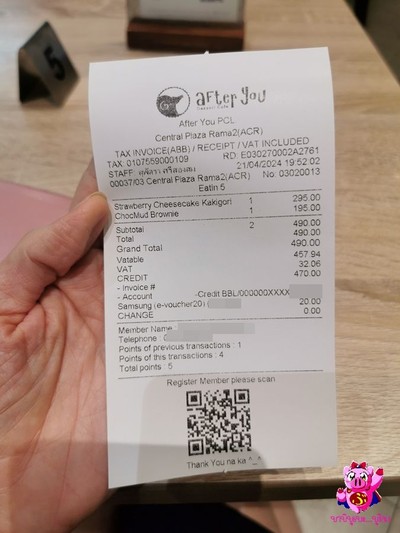 5
after you
Dessert Cafe
After You PCL
Central Plaza Rama2(ACR)
TAX INVOICE(ABB) / RECEIPT / VAT INCLUDED
TAX: 0107559000109 RD: E030270002A2761
STAFF: 21/04/2024 19:52:02
00037/03 Central Plaza Rama2(ACR) No: 03020013
Eatin 5
Strawberry Cheesecake Kakigori 1 295.00
ChocMud Brownie 1 195.00
Subtotal 2 490.00
Total 490.00
Grand Total 490.00
Vatable 457.94
VAT 32.06
CREDIT 470.00
- Invoice #
- Account -Credit BBL/000000XXXX
Samsung (e-voucher20) 20.00
CHANGE 0.00
Member Name :
Telephone :
Points of previous transactions : 1
Points of this transactions : 4
Total points : 5
Register Member please scan
Thank You na ka ^_^